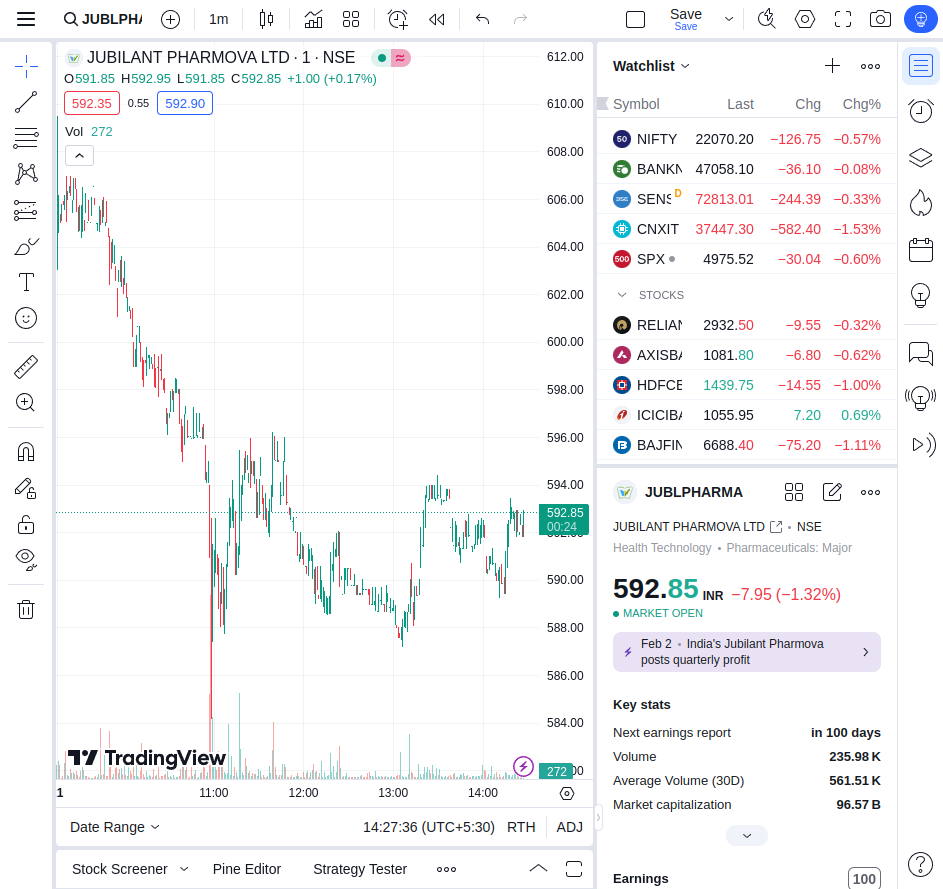 JUBLPHA 1m Save
Save
JUBILANT PHARMOVA LTD · 1 · NSE
O591.85 H592.95 L591.85 C592.85 +1.00 (+0.17%)
592.35 0.55 592.90
Vol 272
612.00
610.00
608.00
606.00
604.00
602.00
600.00
598.00
596.00
594.00
592.85
00:24
590.00
588.00
586.00
584.00
272
TradingView
1 11:00 12:00 13:00 14:00
Date Range 14:27:36 (UTC+5:30) RTH ADJ
Stock Screener Pine Editor Strategy Tester
Watchlist
Symbol Last Chg Chg%
50 NIFTY 22070.20 −126.75 −0.57%
BANKN 47058.10 −36.10 −0.08%
SENS D 72813.01 −244.39 −0.33%
CNXIT 37447.30 −582.40 −1.53%
500 SPX 4975.52 −30.04 −0.60%
STOCKS
RELIAN 2932.50 −9.55 −0.32%
AXISBA 1081.80 −6.80 −0.62%
HDFCB 1439.75 −14.55 −1.00%
ICICIBA 1055.95 7.20 0.69%
BAJFIN 6688.40 −75.20 −1.11%
JUBLPHARMA
JUBILANT PHARMOVA LTD • NSE
Health Technology • Pharmaceuticals: Major
592.85 INR −7.95 (−1.32%)
MARKET OPEN
Feb 2 • India's Jubilant Pharmova
posts quarterly profit
Key stats
Next earnings report in 100 days
Volume 235.98 K
Average Volume (30D) 561.51 K
Market capitalization 96.57 B
Earnings 100